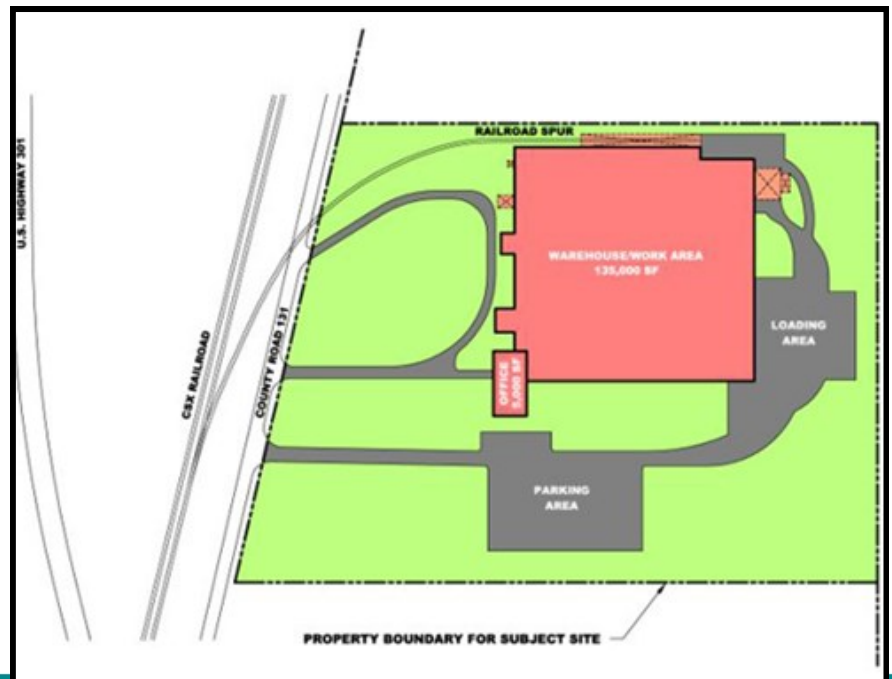 U.S. HIGHWAY 301
CSX RAILROAD
COUNTY ROAD 131
RAILROAD SPUR
WAREHOUSE/WORK AREA
135,000 SF
LOADING
AREA
OFFICE
5,000 SF
PARKING
AREA
PROPERTY BOUNDARY FOR SUBJECT SITE